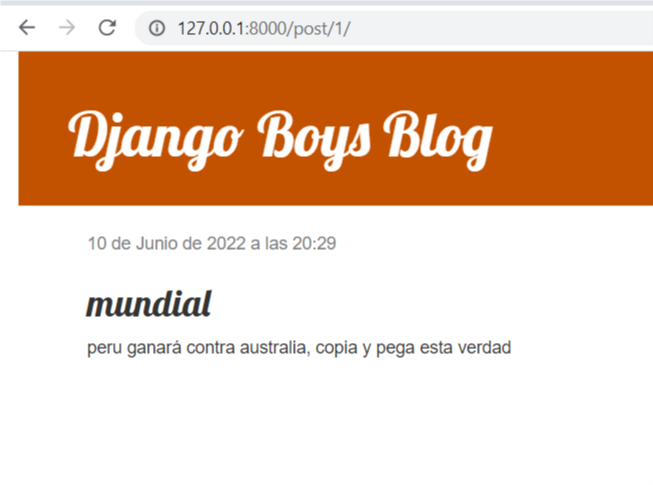 127.0.0.1:8000/post/1/
Django Boys Blog
10 de Junio de 2022 a las 20:29
mundial
peru ganará contra australia, copia y pega esta verdad